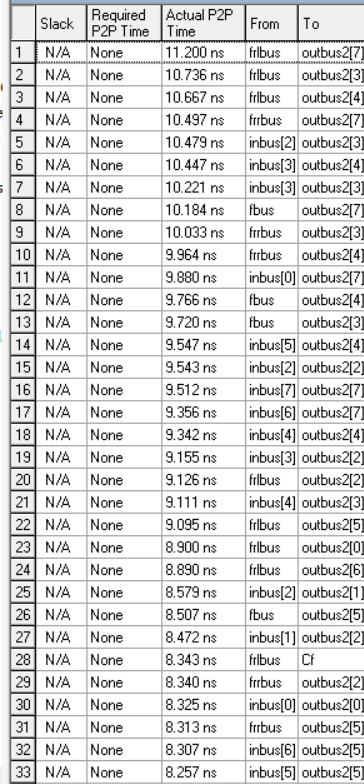 Slack Required P2P Time Actual P2P Time From To
1 N/A None 11.200 ns frlbus outbus2[7]
2 N/A None 10.736 ns frlbus outbus2[3]
3 N/A None 10.667 ns frlbus outbus2[4]
4 N/A None 10.497 ns frrbus outbus2[7]
5 N/A None 10.479 ns inbus[2] outbus2[3]
6 N/A None 10.447 ns inbus[3] outbus2[4]
7 N/A None 10.221 ns inbus[3] outbus2[3]
8 N/A None 10.184 ns fbus outbus2[7]
9 N/A None 10.033 ns frrbus outbus2[3]
10 N/A None 9.964 ns frrbus outbus2[4]
11 N/A None 9.880 ns inbus[0] outbus2[7]
12 N/A None 9.766 ns fbus outbus2[4]
13 N/A None 9.720 ns fbus outbus2[3]
14 N/A None 9.547 ns inbus[5] outbus2[4]
15 N/A None 9.543 ns inbus[2] outbus2[2]
16 N/A None 9.512 ns inbus[7] outbus2[7]
17 N/A None 9.356 ns inbus[6] outbus2[7]
18 N/A None 9.342 ns inbus[4] outbus2[4]
19 N/A None 9.155 ns inbus[3] outbus2[2]
20 N/A None 9.126 ns frlbus outbus2[2]
21 N/A None 9.111 ns inbus[4] outbus2[3]
22 N/A None 9.095 ns frlbus outbus2[5]
23 N/A None 8.900 ns frlbus outbus2[0]
24 N/A None 8.890 ns frlbus outbus2[6]
25 N/A None 8.579 ns inbus[2] outbus2[1]
26 N/A None 8.507 ns fbus outbus2[5]
27 N/A None 8.472 ns inbus[1] outbus2[2]
28 N/A None 8.343 ns frlbus Cf
29 N/A None 8.340 ns frrbus outbus2[2]
30 N/A None 8.325 ns inbus[0] outbus2[0]
31 N/A None 8.313 ns frrbus outbus2[5]
32 N/A None 8.307 ns inbus[6] outbus2[5]
33 N/A None 8.257 ns inbus[5] outbus2[5]